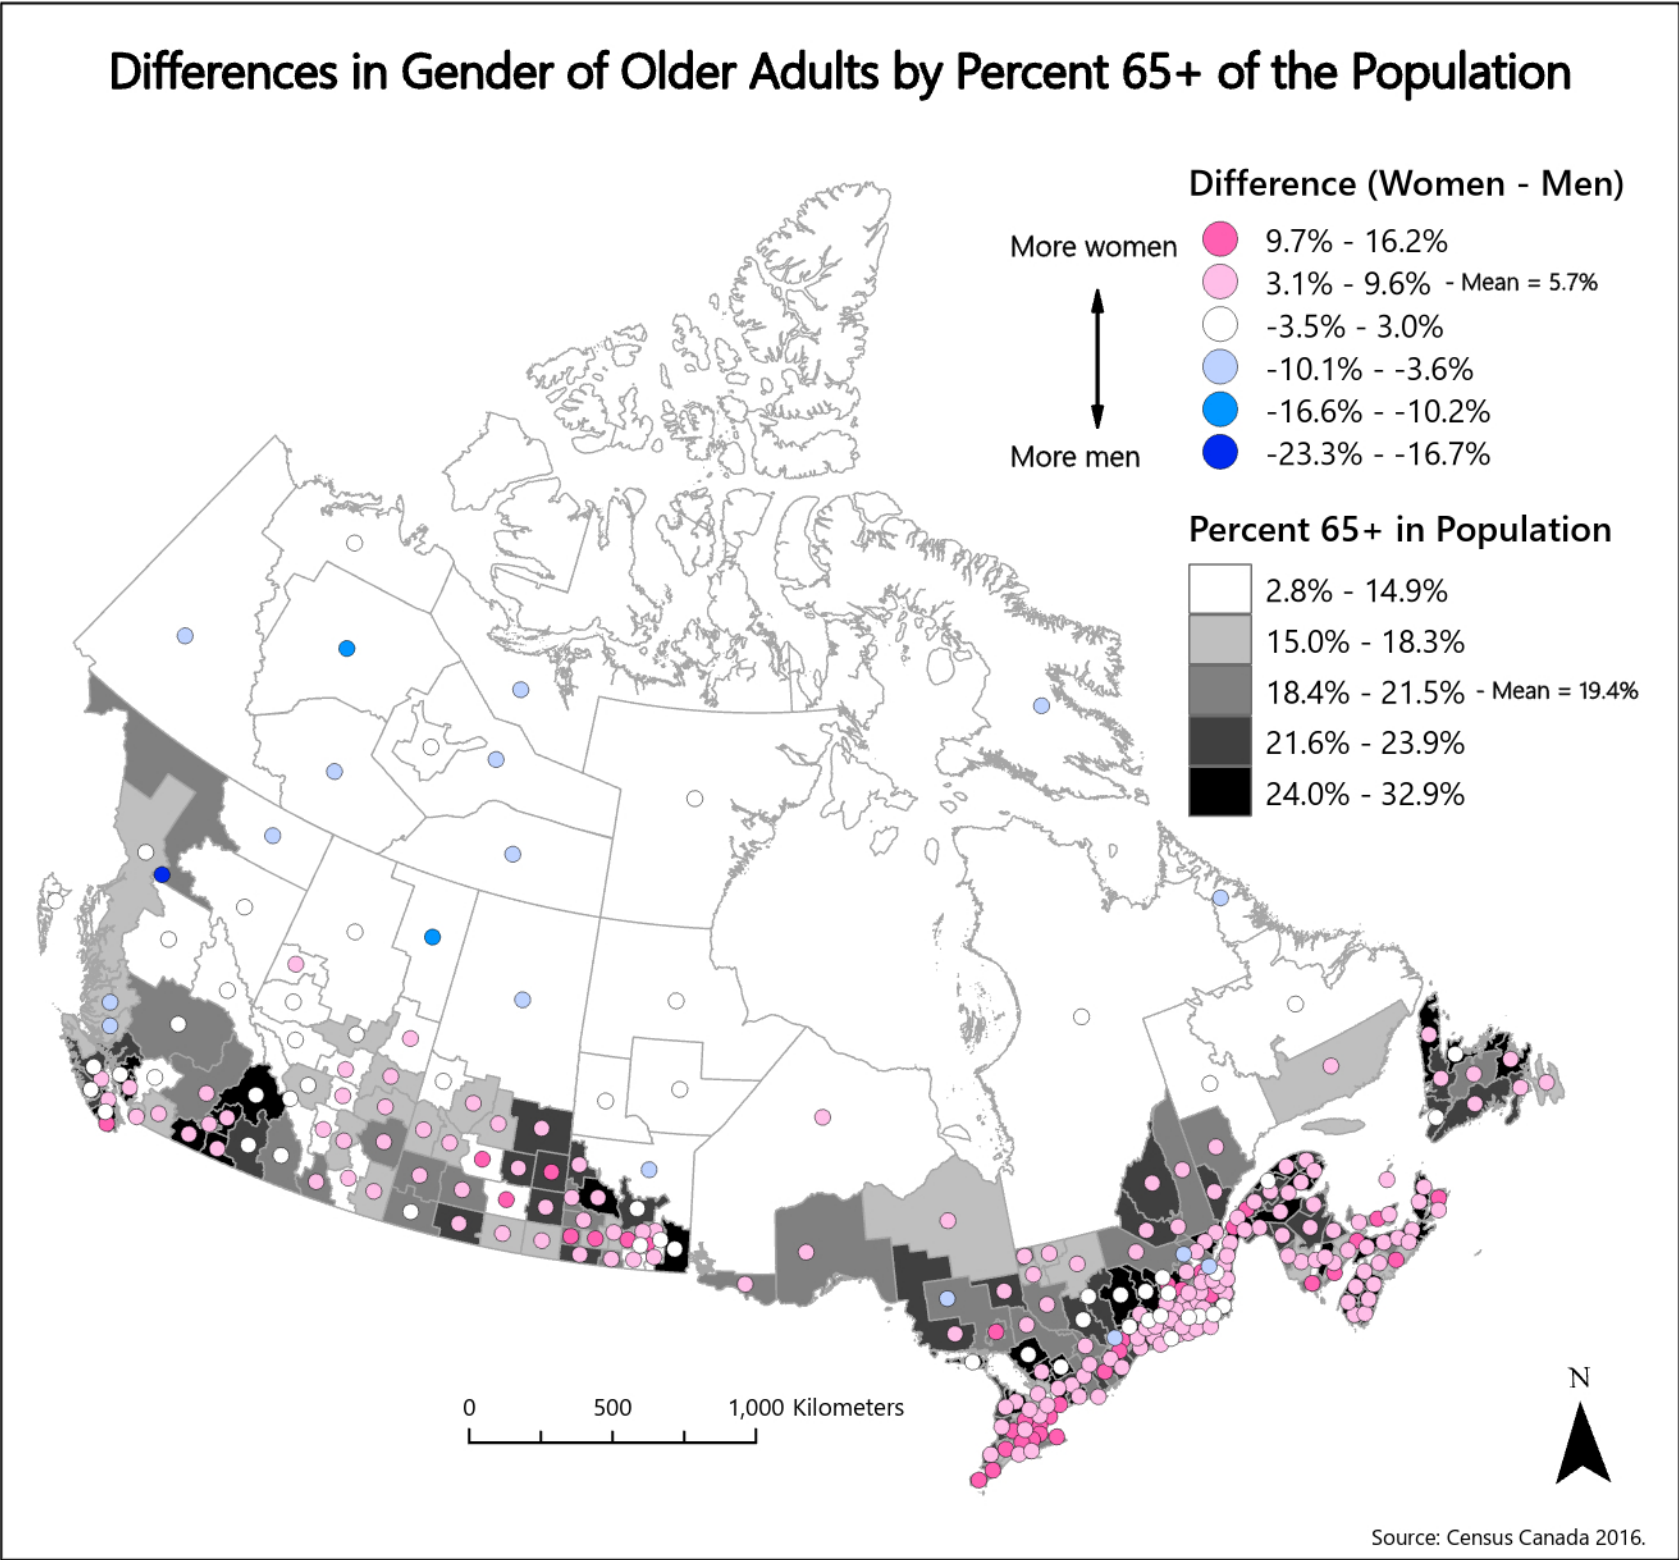 Differences in Gender of Older Adults by Percent 65+ of the Population
Difference (Women - Men)
More women
9.7% - 16.2%
3.1% - 9.6% - Mean = 5.7%
-3.5% - 3.0%
-10.1% - -3.6%
-16.6% - -10.2%
More men
-23.3% - -16.7%
Percent 65+ in Population
2.8% - 14.9%
15.0% - 18.3%
18.4% - 21.5% - Mean = 19.4%
21.6% - 23.9%
24.0% - 32.9%
N
0 500 1,000 Kilometers
Source: Census Canada 2016.